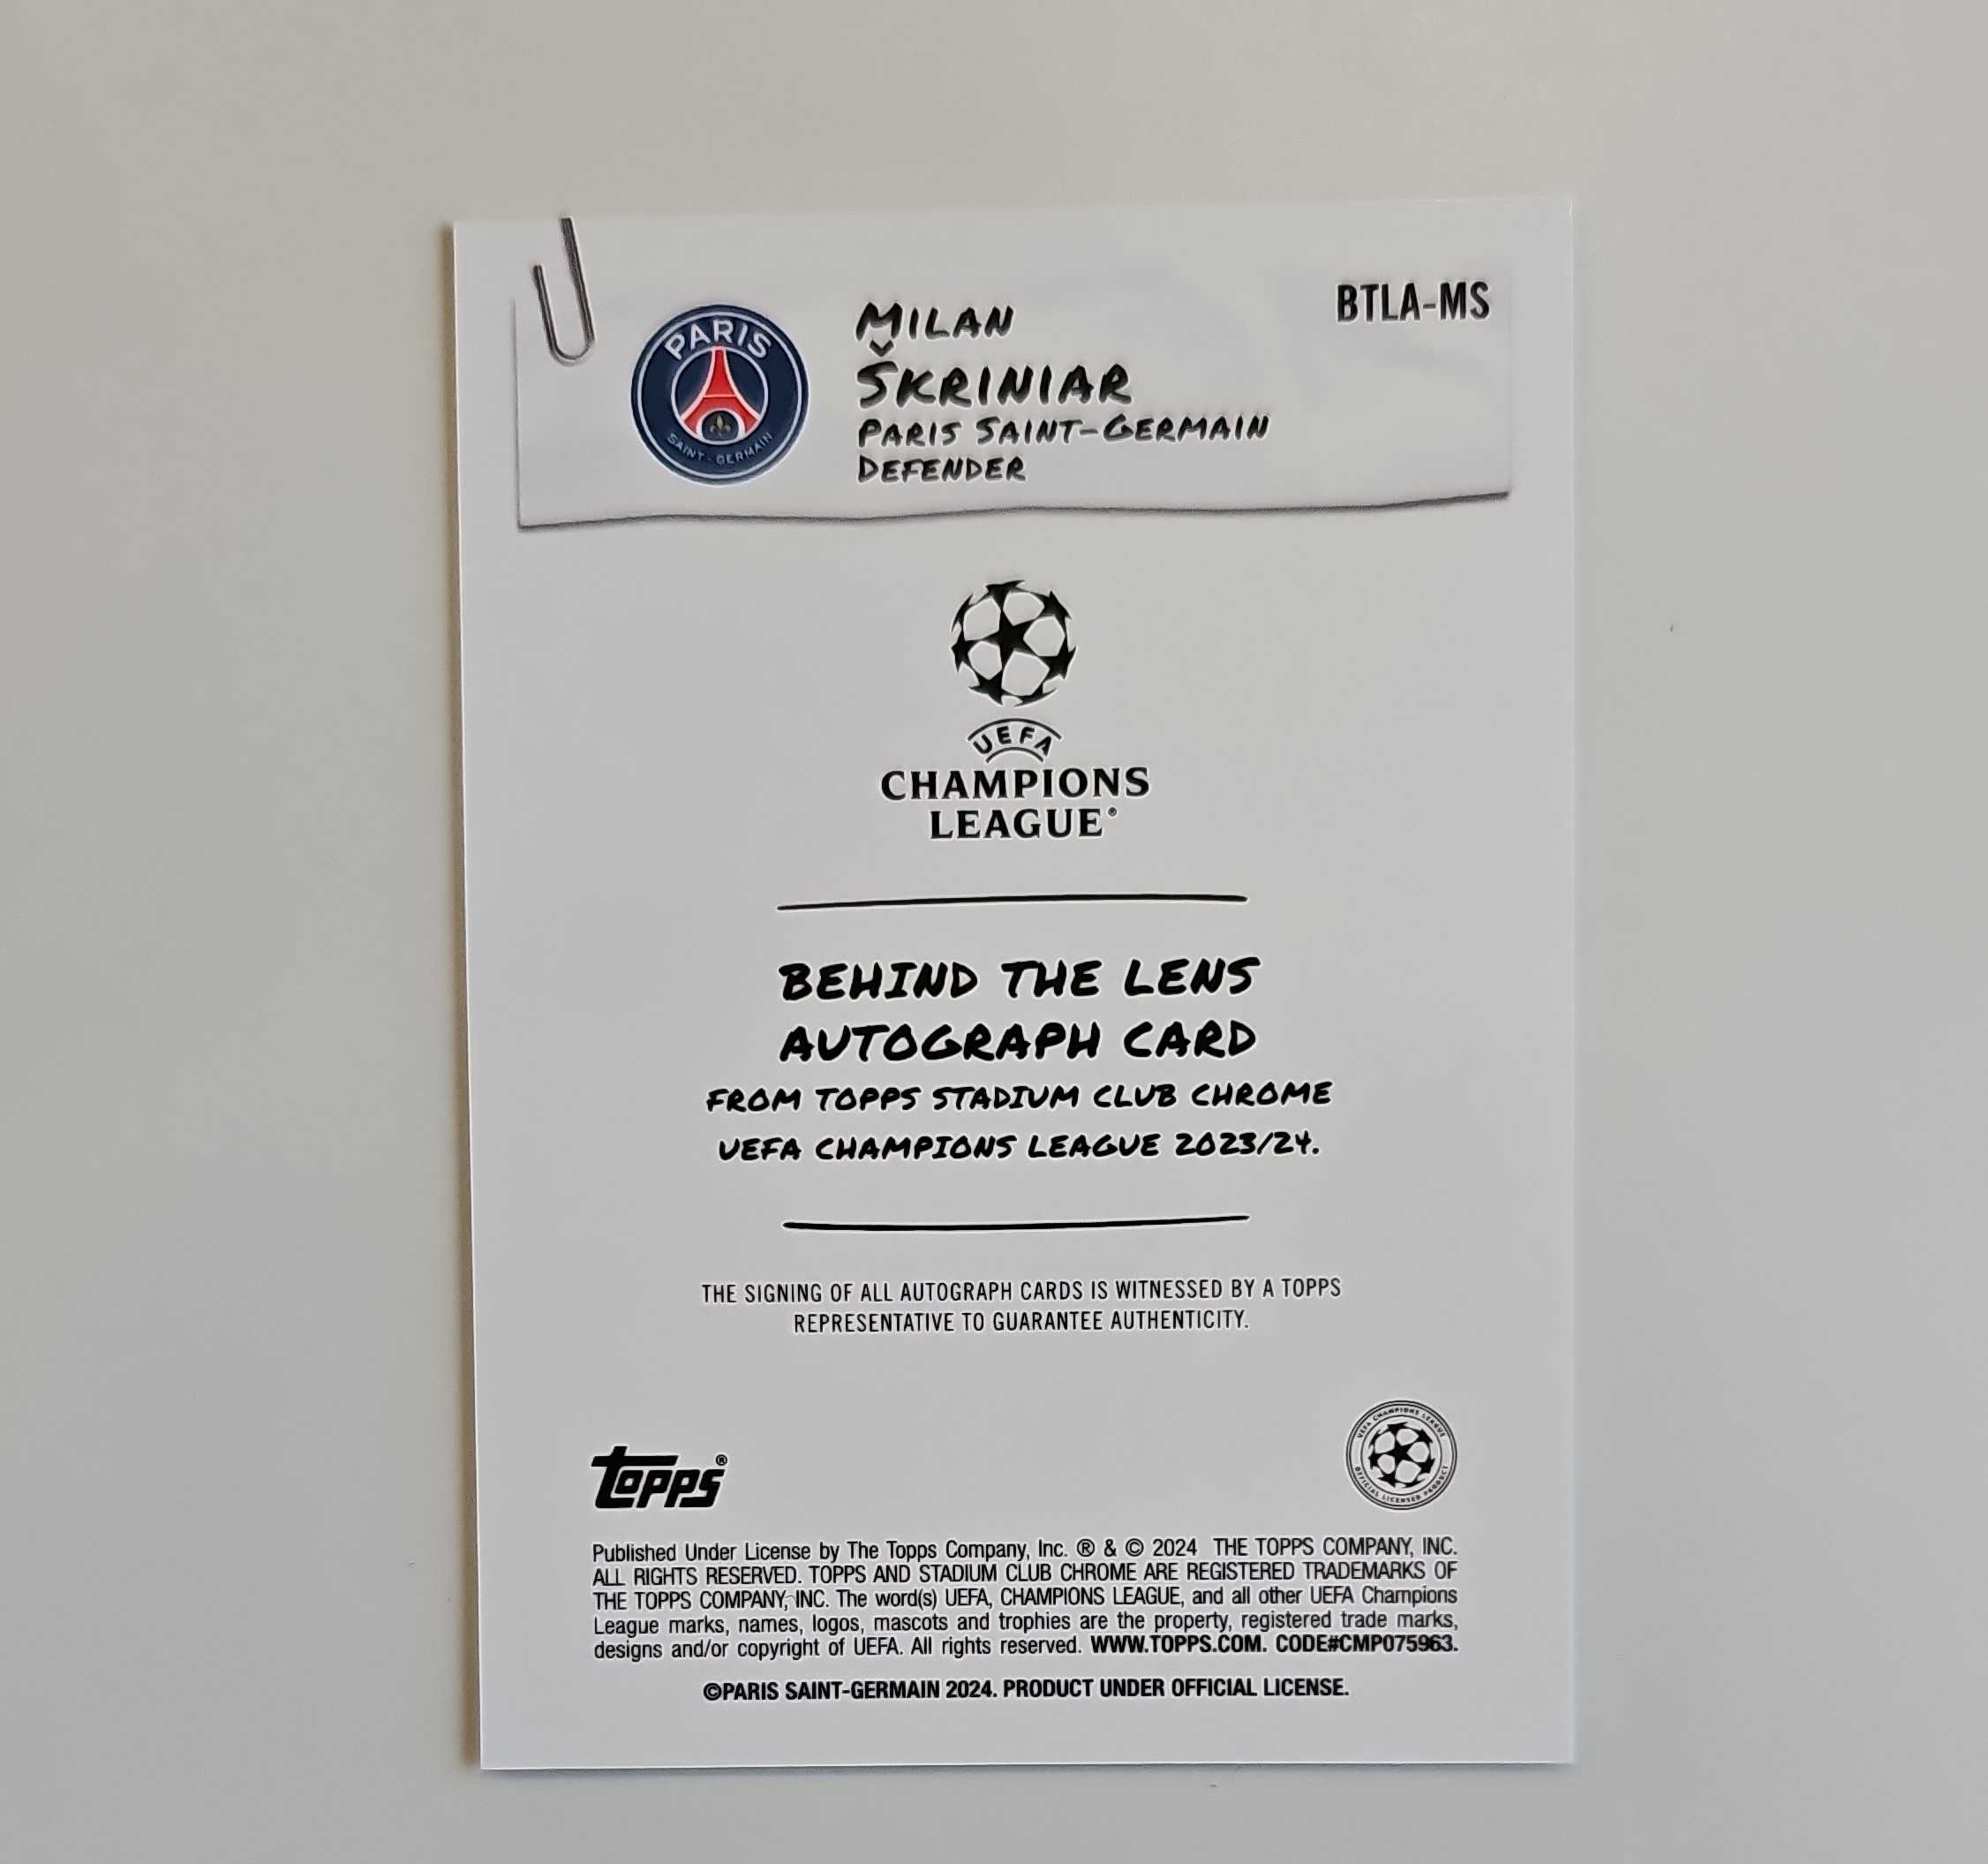 BTLA-MS
PARIS
SAINT-GERMAIN
MILAN
ŠKRINIAR
PARIS SAINT-GERMAIN
DEFENDER
UEFA
CHAMPIONS
LEAGUE®
BEHIND THE LENS
AUTOGRAPH CARD
FROM TOPPS STADIUM CLUB CHROME
UEFA CHAMPIONS LEAGUE 2023/24.
THE SIGNING OF ALL AUTOGRAPH CARDS IS WITNESSED BY A TOPPS
REPRESENTATIVE TO GUARANTEE AUTHENTICITY.
topps®
UEFA CHAMPIONS LEAGUE
OFFICIAL LICENSED PRODUCT
Published Under License by The Topps Company, Inc. ® & © 2024 THE TOPPS COMPANY, INC.
ALL RIGHTS RESERVED. TOPPS AND STADIUM CLUB CHROME ARE REGISTERED TRADEMARKS OF
THE TOPPS COMPANY, INC. The word(s) UEFA, CHAMPIONS LEAGUE, and all other UEFA Champions
League marks, names, logos, mascots and trophies are the property, registered trade marks,
designs and/or copyright of UEFA. All rights reserved. WWW.TOPPS.COM. CODE#CMP075963.
©PARIS SAINT-GERMAIN 2024. PRODUCT UNDER OFFICIAL LICENSE.